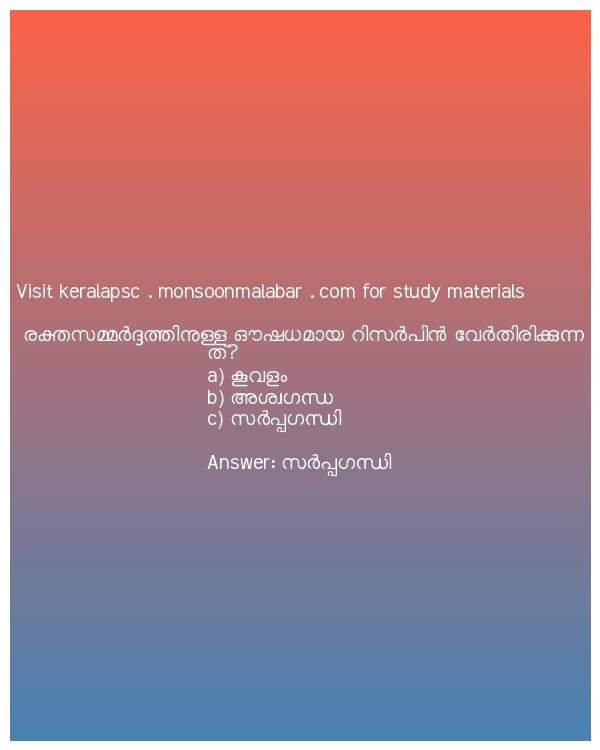 Visit keralapsc . monsoonmalabar . com for study materials
രക്തസമ്മർദ്ദത്തിനുള്ള ഔഷധമായ റിസർപിൻ വേർതിരിക്കുന്ന
ത്?
a) കൂവളം
b) അശ്വഗന്ധ
c) സർപ്പഗന്ധി
Answer: സർപ്പഗന്ധി